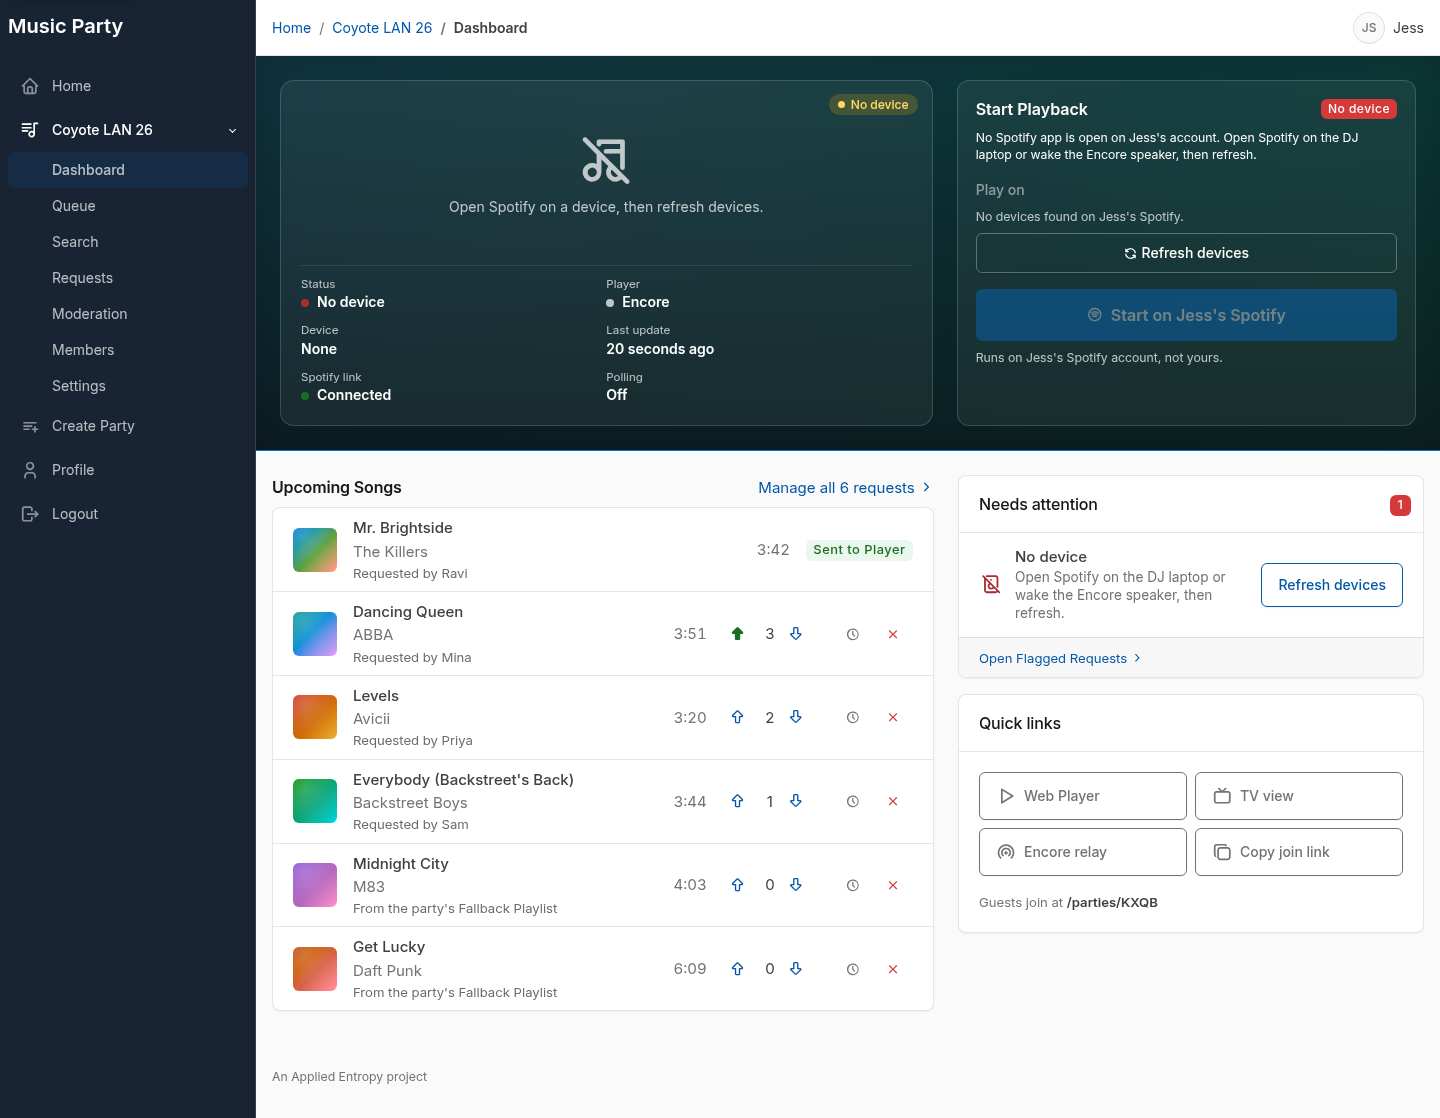 Music Party
Home
Coyote LAN 26
Dashboard
Queue
Search
Requests
Moderation
Members
Settings
Create Party
Profile
Logout
Home / Coyote LAN 26 / Dashboard
JS Jess
No device
Open Spotify on a device, then refresh devices.
Status
No device
Player
Encore
Device
None
Last update
20 seconds ago
Spotify link
Connected
Polling
Off
Start Playback
No device
No Spotify app is open on Jess's account. Open Spotify on the DJ
laptop or wake the Encore speaker, then refresh.
Play on
No devices found on Jess's Spotify.
Refresh devices
Start on Jess's Spotify
Runs on Jess's Spotify account, not yours.
Upcoming Songs
Manage all 6 requests
Mr. Brightside
The Killers
Requested by Ravi
3:42
Sent to Player
Dancing Queen
ABBA
Requested by Mina
3:51
3
Levels
Avicii
Requested by Priya
3:20
2
Everybody (Backstreet's Back)
Backstreet Boys
Requested by Sam
3:44
1
Midnight City
M83
From the party's Fallback Playlist
4:03
0
Get Lucky
Daft Punk
From the party's Fallback Playlist
6:09
0
Needs attention
1
No device
Open Spotify on the DJ laptop or
wake the Encore speaker, then
refresh.
Refresh devices
Open Flagged Requests
Quick links
Web Player
TV view
Encore relay
Copy join link
Guests join at /parties/KXQB
An Applied Entropy project